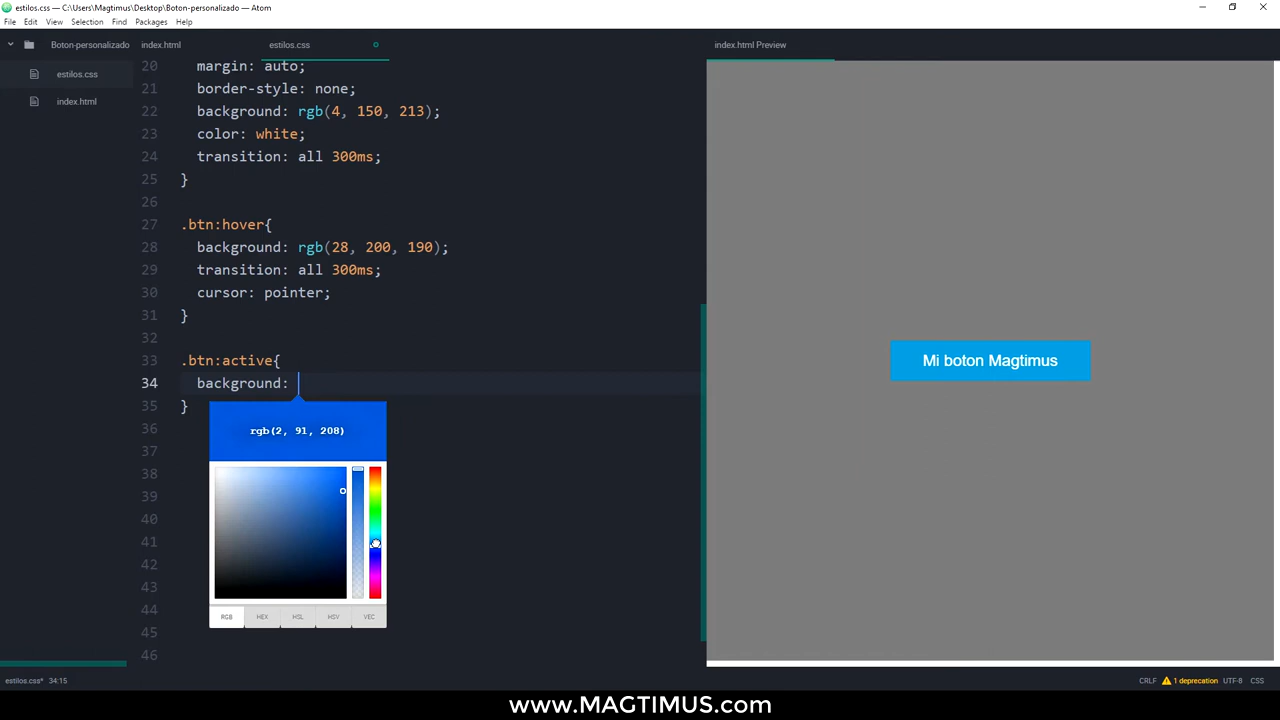 estilos.css — C:\Users\Magtimus\Desktop\Boton-personalizado — Atom
File Edit View Selection Find Packages Help
Boton-personalizado
estilos.css
index.html
index.html
estilos.css
20 margin: auto;
21 border-style: none;
22 background: rgb(4, 150, 213);
23 color: white;
24 transition: all 300ms;
25 }
26
27 .btn:hover{
28 background: rgb(28, 200, 190);
29 transition: all 300ms;
30 cursor: pointer;
31 }
32
33 .btn:active{
34 background:
35 }
36
37
38
39
40
41
42
43
44
45
46
rgb(2, 91, 208)
RGB HEX HSL HSV VEC
index.html Preview
Mi boton Magtimus
estilos.css* 34:15
CRLF 1 deprecation UTF-8 CSS
www.MAGTIMUS.com